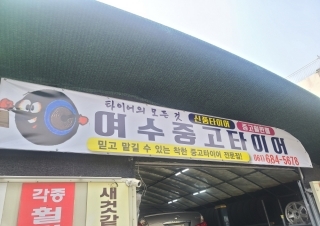 타이어의 모든 것
신품타이어 중고휠판매
여수중고타이어
믿고 맡길 수 있는 착한 중고타이어 전문점! (061) 684-5678
각종
휠
새것같